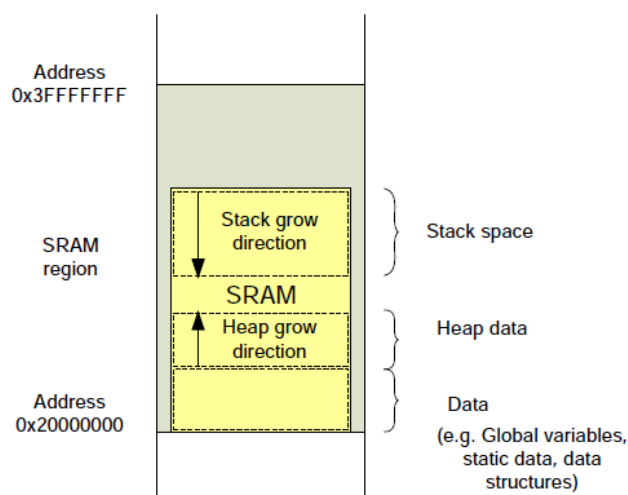 Address
0x3FFFFFFF
Stack grow
direction
Stack space
SRAM
region
SRAM
Heap grow
direction
Heap data
Address
0x20000000
Data
(e.g. Global variables,
static data, data
structures)